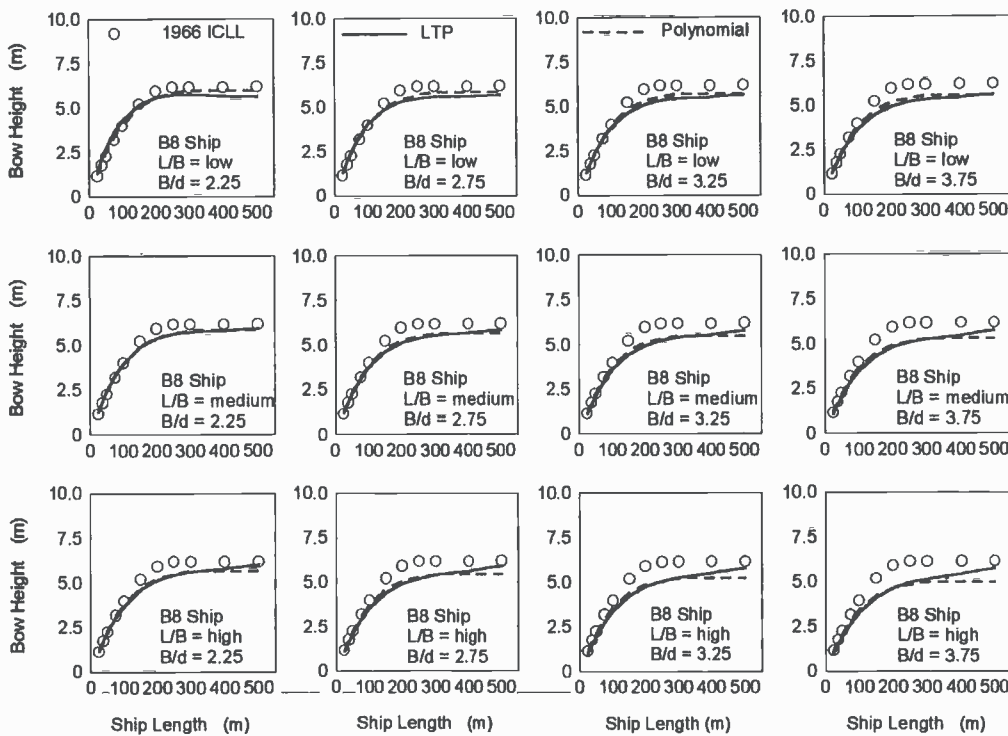 10.0 10.0 10.0 10.0
1966 ICLL LTP Polynomial
7.5 7.5 7.5 7.5
5.0 5.0 5.0 5.0
2.5 2.5 2.5 2.5
0 0 0 0
Bow Height (m)
B8 Ship
L/B = low
B/d = 2.25
B8 Ship
L/B = low
B/d = 2.75
B8 Ship
L/B = low
B/d = 3.25
B8 Ship
L/B = low
B/d = 3.75
0 100 200 300 500 0 100 200 300 500 0 100 200 300 500 0 100 200 300 500
10.0 10.0 10.0 10.0
7.5 7.5 7.5 7.5
5.0 5.0 5.0 5.0
2.5 2.5 2.5 2.5
0 0 0 0
Bow Height (m)
B8 Ship
L/B = medium
B/d = 2.25
B8 Ship
L/B = medium
B/d = 2.75
B8 Ship
L/B = medium
B/d = 3.25
B8 Ship
L/B = medium
B/d = 3.75
0 100 200 300 500 0 100 200 300 500 0 100 200 300 500 0 100 200 300 500
10.0 10.0 10.0 10.0
7.5 7.5 7.5 7.5
5.0 5.0 5.0 5.0
2.5 2.5 2.5 2.5
0 0 0 0
Bow Height (m)
B8 Ship
L/B = high
B/d = 2.25
B8 Ship
L/B = high
B/d = 2.75
B8 Ship
L/B = high
B/d = 3.25
B8 Ship
L/B = high
B/d = 3.75
0 100 200 300 500 0 100 200 300 500 0 100 200 300 500 0 100 200 300 500
Ship Length (m) Ship Length (m) Ship Length (m) Ship Length (m)